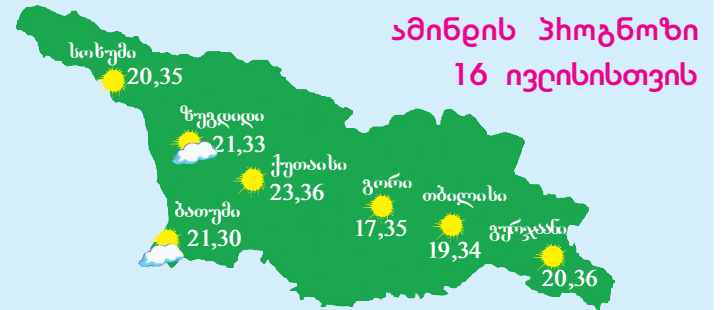 ამინდის პროგნოზი
16 ივლისისთვის
სოხუმი
20,35
ზუგდიდი
21,33
ქუთაისი
23,36
გორი
17,35
თბილისი
19,34
ბათუმი
21,30
გურჯაანი
20,36